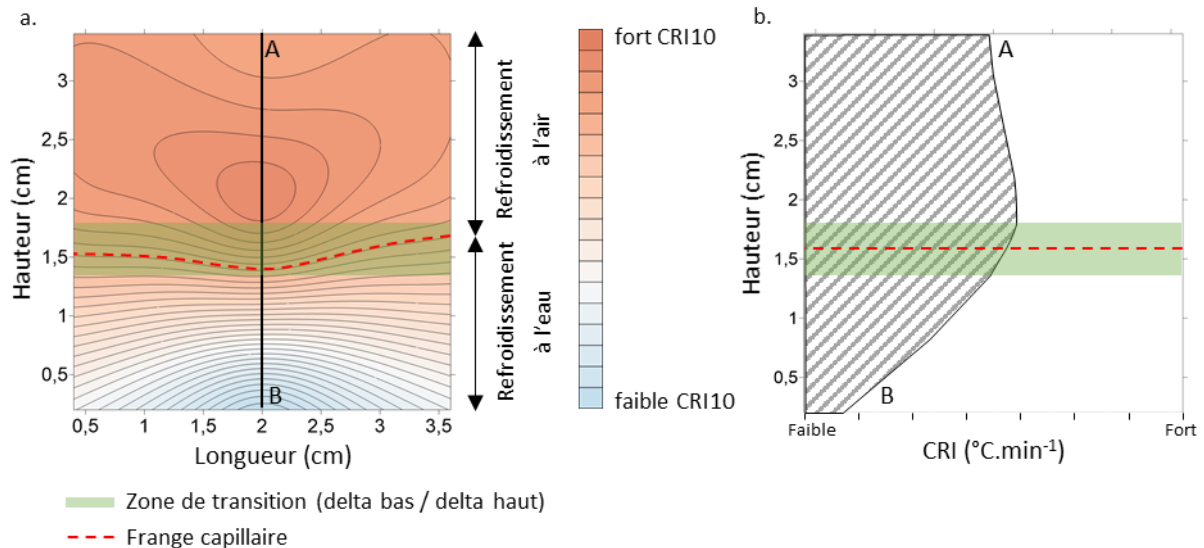 a.
Hauteur (cm)
3
2,5
2
1,5
1
0,5
A
B
0,5 1 1,5 2 2,5 3 3,5
Longueur (cm)
Refroidissement
à l'air
Refroidissement
à l'eau
fort CRI10
faible CRI10
b.
Hauteur (cm)
3
2,5
2
1,5
1
0,5
A
B
Faible Fort
CRI (°C.min-1)
Zone de transition (delta bas / delta haut)
Frange capillaire